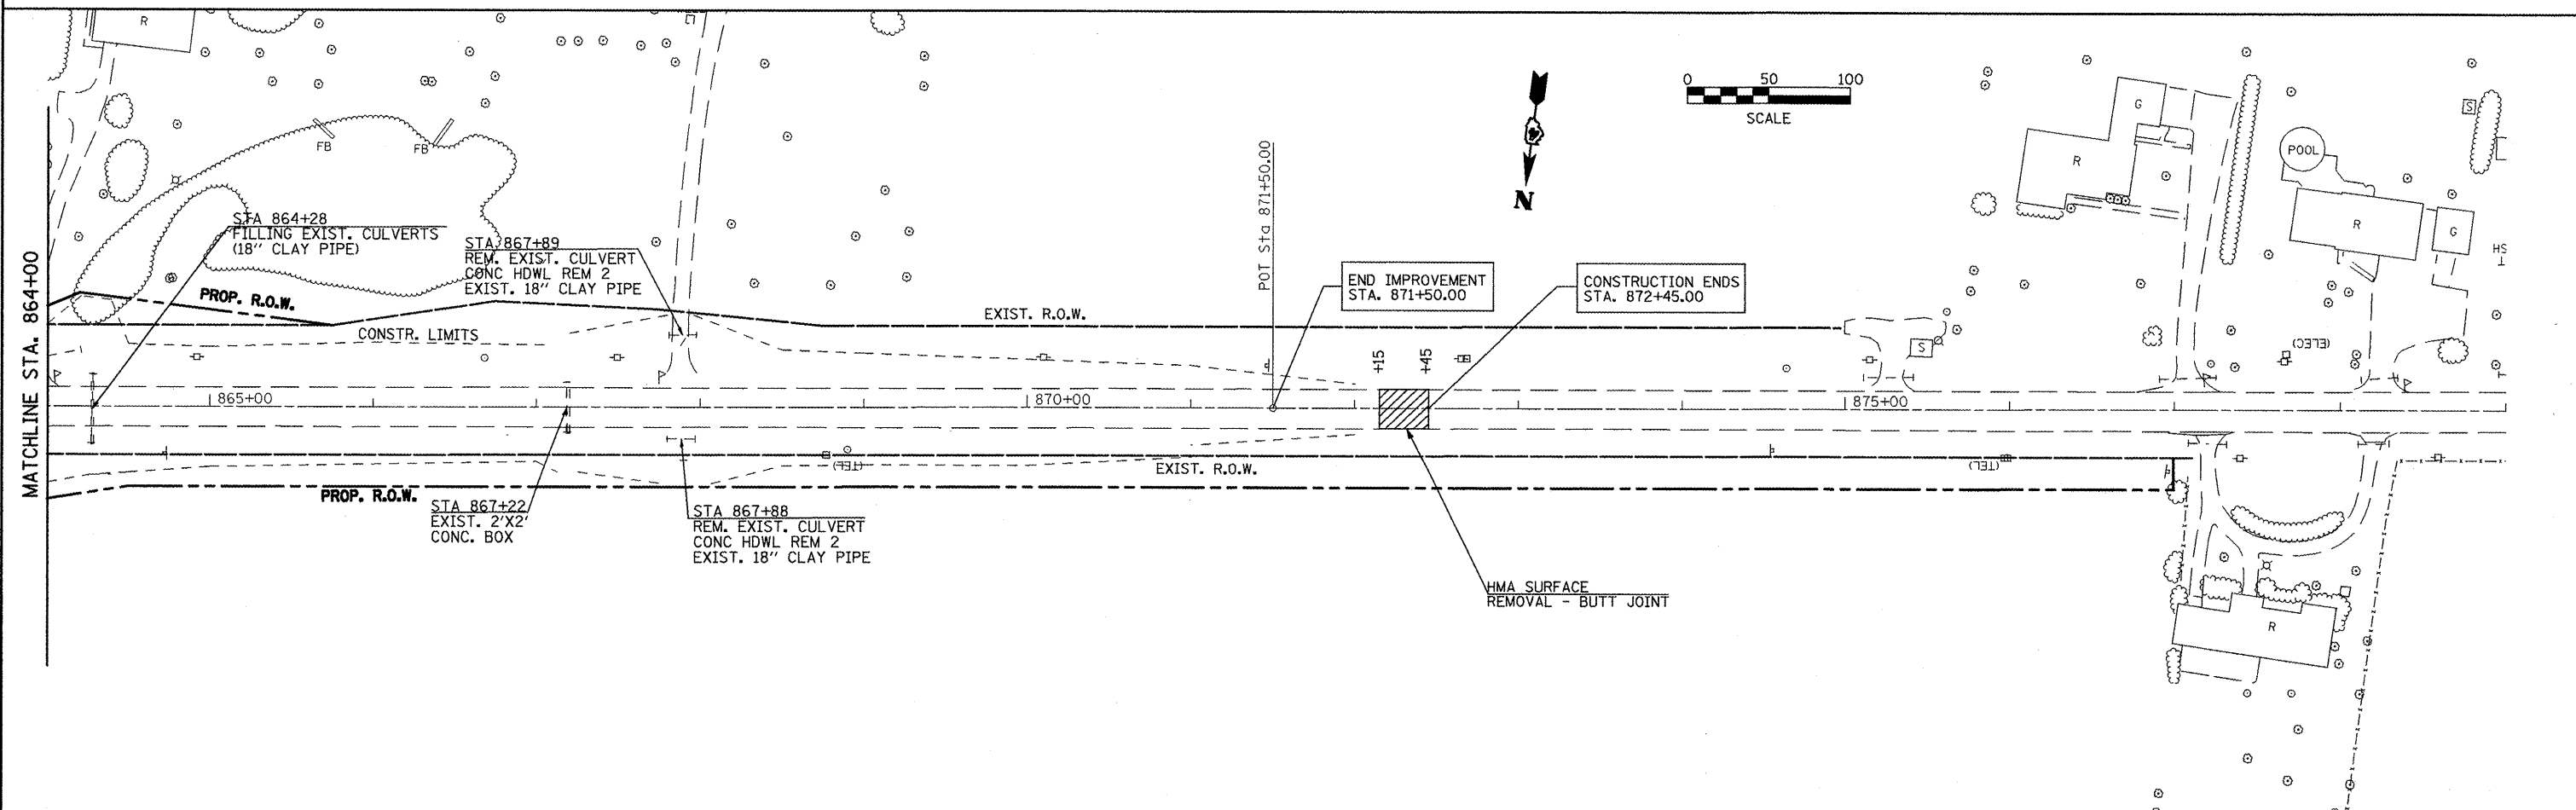 R
0 50 100
SCALE
N
FB
FB
G
R
S
POOL
R
G
HS
MATCHLINE STA. 864+00
STA 864+28
FILLING EXIST. CULVERTS
(18" CLAY PIPE)
STA 867+89
REM. EXIST. CULVERT
CONC HDWL REM 2
EXIST. 18" CLAY PIPE
POT Sta 871+50.00
END IMPROVEMENT
STA. 871+50.00
CONSTRUCTION ENDS
STA. 872+45.00
PROP. R.O.W.
EXIST. R.O.W.
CONSTR. LIMITS
+15
+45
S
(ELEC)
865+00
870+00
875+00
(TEL)
EXIST. R.O.W.
(TEL)
PROP. R.O.W.
STA 867+22
EXIST. 2'X2'
CONC. BOX
STA 867+88
REM. EXIST. CULVERT
CONC HDWL REM 2
EXIST. 18" CLAY PIPE
HMA SURFACE
REMOVAL - BUTT JOINT
R